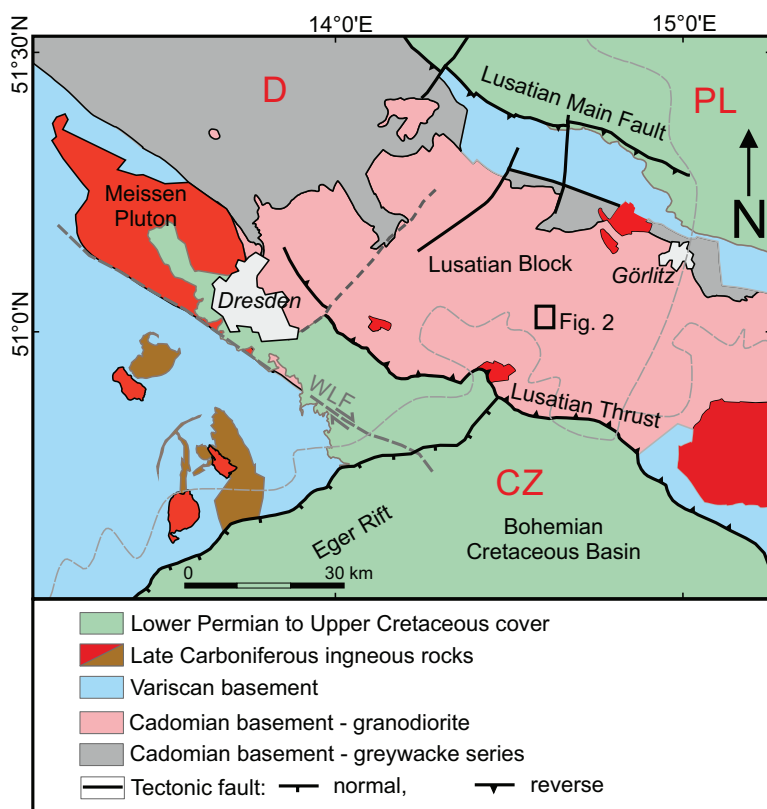 14°0'E
15°0'E
51°30'N
D
PL
Lusatian Main Fault
N
Meissen
Pluton
Lusatian Block
Görlitz
Dresden
Fig. 2
51°0'N
WLF
Lusatian Thrust
CZ
Eger Rift
Bohemian
Cretaceous Basin
0 30 km
Lower Permian to Upper Cretaceous cover
Late Carboniferous ingneous rocks
Variscan basement
Cadomian basement - granodiorite
Cadomian basement - greywacke series
Tectonic fault: normal, reverse